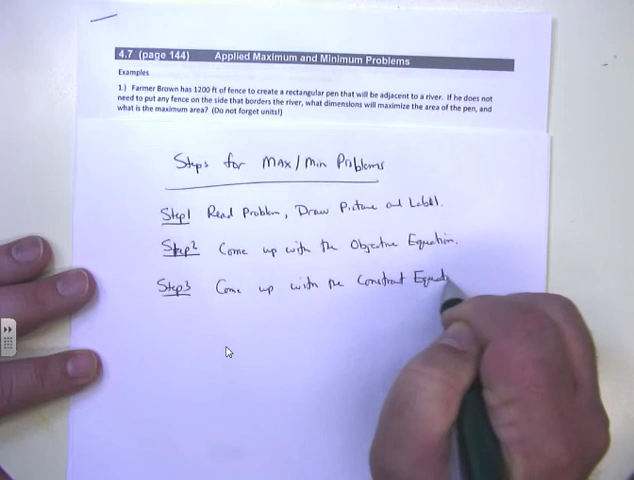 4.7 (page 144) Applied Maximum and Minimum Problems
Examples
1.) Farmer Brown has 1200 ft of fence to create a rectangular pen that will be adjacent to a river. If he does not
need to put any fence on the side that borders the river, what dimensions will maximize the area of the pen, and
what is the maximum area? (Do not forget units!)
Steps for MAX/Min Problems
Step1 Read Problem, Draw Picture and Label.
Step2 Come up with the Objective Equation.
Step3 Come up with the Constraint Equati